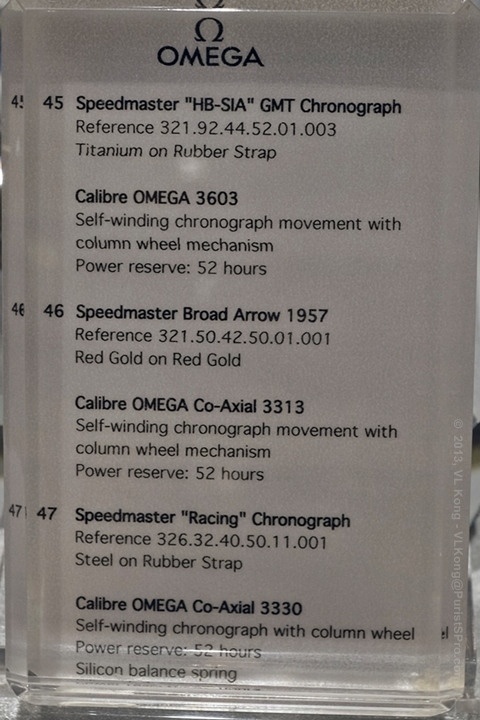 Ω
OMEGA
45 Speedmaster "HB-SIA" GMT Chronograph
Reference 321.92.44.52.01.003
Titanium on Rubber Strap
Calibre OMEGA 3603
Self-winding chronograph movement with
column wheel mechanism
Power reserve: 52 hours
46 Speedmaster Broad Arrow 1957
Reference 321.50.42.50.01.001
Red Gold on Red Gold
Calibre OMEGA Co-Axial 3313
Self-winding chronograph movement with
column wheel mechanism
Power reserve: 52 hours
47 Speedmaster "Racing" Chronograph
Reference 326.32.40.50.11.001
Steel on Rubber Strap
Calibre OMEGA Co-Axial 3330
Self-winding chronograph with column wheel
Power reserve: 52 hours
Silicon balance spring
© 2013, VL Kong - VLKong@PuristSPro.c